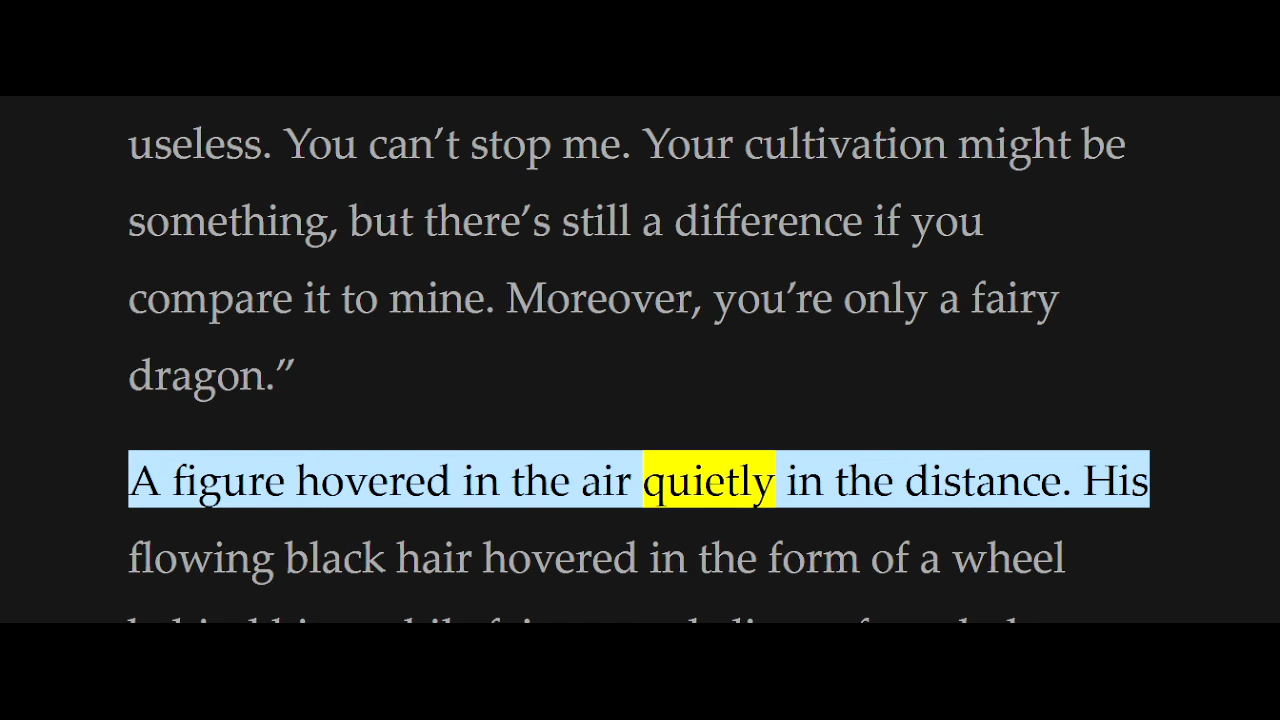 useless. You can’t stop me. Your cultivation might be
something, but there’s still a difference if you
compare it to mine. Moreover, you’re only a fairy
dragon.”
A figure hovered in the air quietly in the distance. His
flowing black hair hovered in the form of a wheel